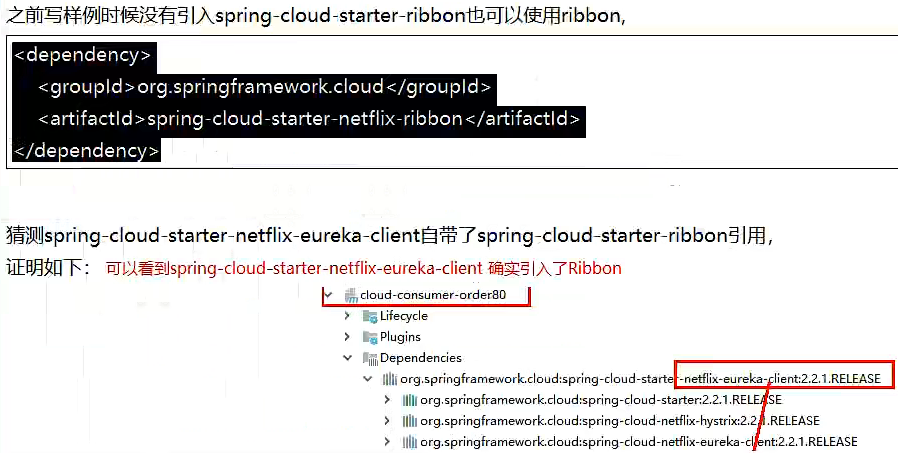 之前写样例时候没有引入spring-cloud-starter-ribbon也可以使用ribbon,
<dependency>
<groupId>org.springframework.cloud</groupId>
<artifactId>spring-cloud-starter-netflix-ribbon</artifactId>
</dependency>
猜测spring-cloud-starter-netflix-eureka-client自带了spring-cloud-starter-ribbon引用,
证明如下: 可以看到spring-cloud-starter-netflix-eureka-client 确实引入了Ribbon
cloud-consumer-order80
Lifecycle
Plugins
Dependencies
org.springframework.cloud:spring-cloud-starter-netflix-eureka-client:2.2.1.RELEASE
org.springframework.cloud:spring-cloud-starter:2.2.1.RELEASE
org.springframework.cloud:spring-cloud-netflix-hystrix:2.2.1.RELEASE
org.springframework.cloud:spring-cloud-netflix-eureka-client:2.2.1.RELEASE